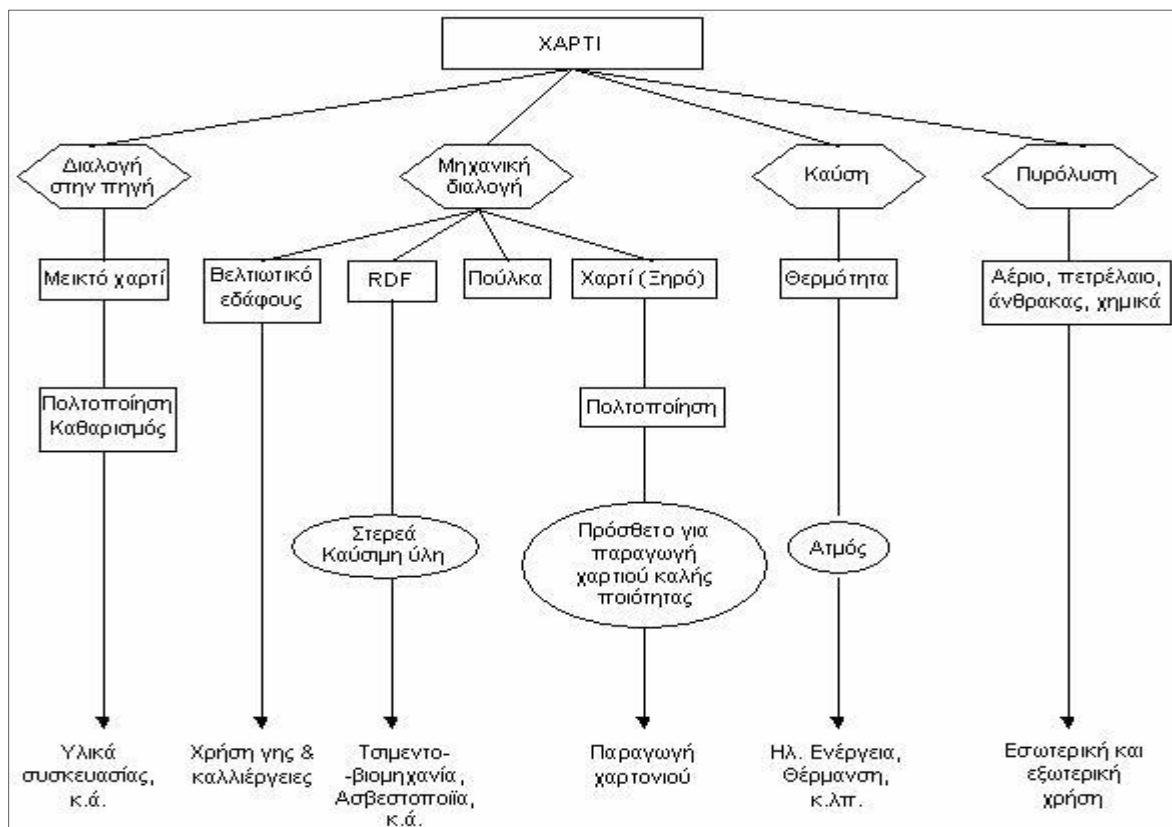 ΧΑΡΤΙ
Διαλογή
στην πηγή
Μηχανική
διαλογή
Καύση
Πυρόλυση
Μεικτό χαρτί
Βελτιωτικό
εδάφους
RDF
Πούλκα
Χαρτί (Ξηρό)
Θερμότητα
Αέριο, πετρέλαιο,
άνθρακας, χημικά
Πολτοποίηση
Καθαρισμός
Πολτοποίηση
Στερεά
Καύσιμη ύλη
Πρόσθετο για
παραγωγή
χαρτιού καλής
ποιότητας
Ατμός
Υλικά
συσκευασίας,
κ.ά.
Χρήση γης &
καλλιέργειες
Τσιμεντο-
-βιομηχανία,
Ασβεστοποιϊα,
κ.ά.
Παραγωγή
χαρτονιού
Ηλ. Ενέργεια,
Θέρμανση,
κ.λπ.
Εσωτερική και
εξωτερική
χρήση